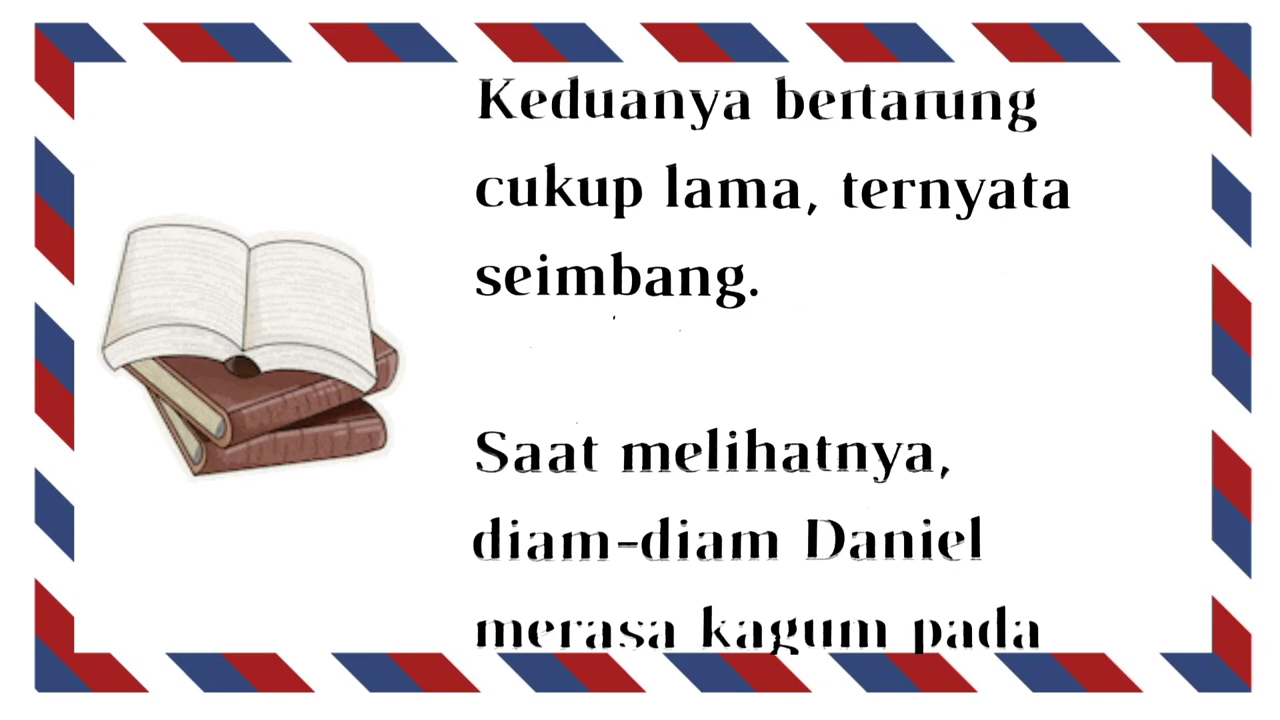 Keduanya bertarung
cukup lama, ternyata
seimbang.
Saat melihatnya,
diam-diam Daniel
merasa kagum pada